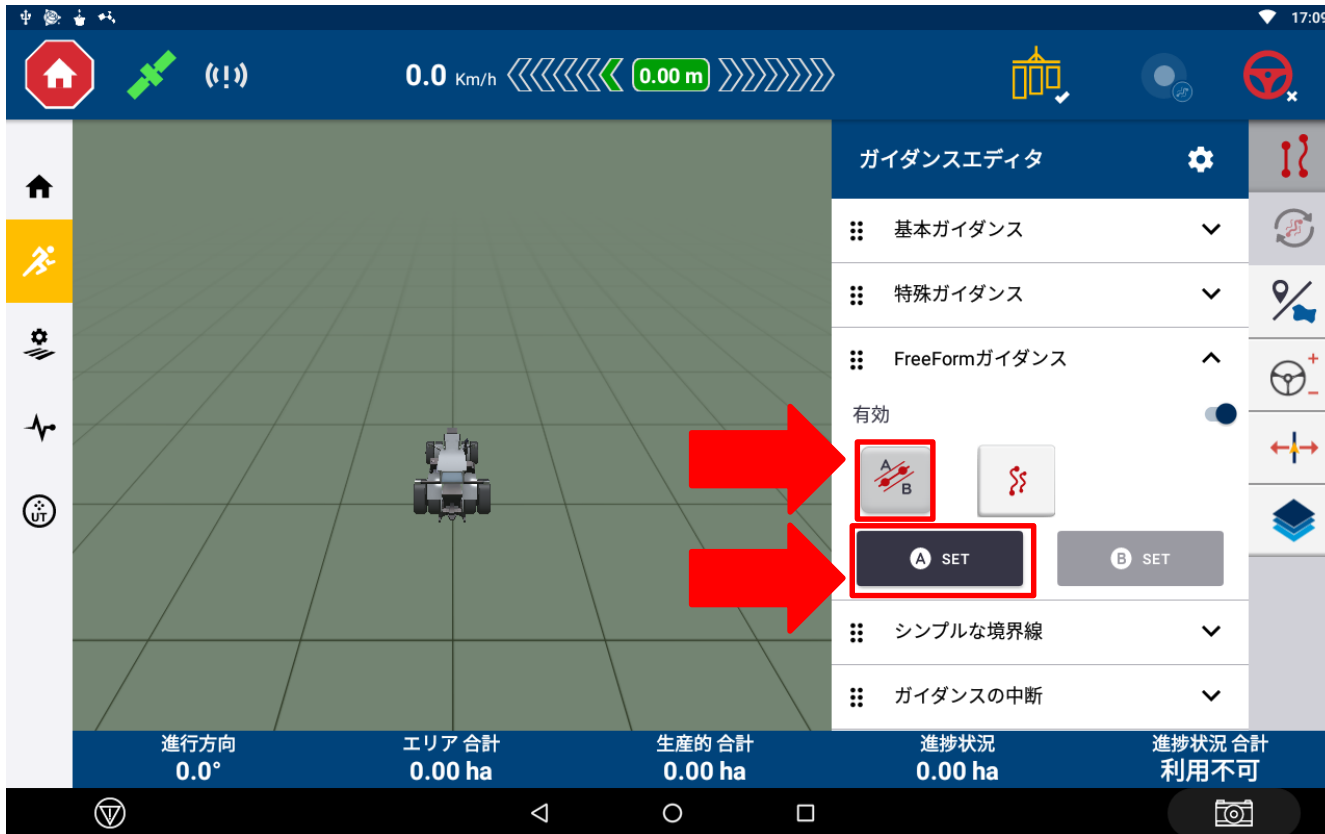 17:09
0.0 Km/h 0.00 m
ガイダンスエディタ
基本ガイダンス
特殊ガイダンス
FreeFormガイダンス
有効
A
B
A SET
B SET
シンプルな境界線
ガイダンスの中断
UT
進行方向
0.0°
エリア 合計
0.00 ha
生産的 合計
0.00 ha
進捗状況
0.00 ha
進捗状況 合計
利用不可